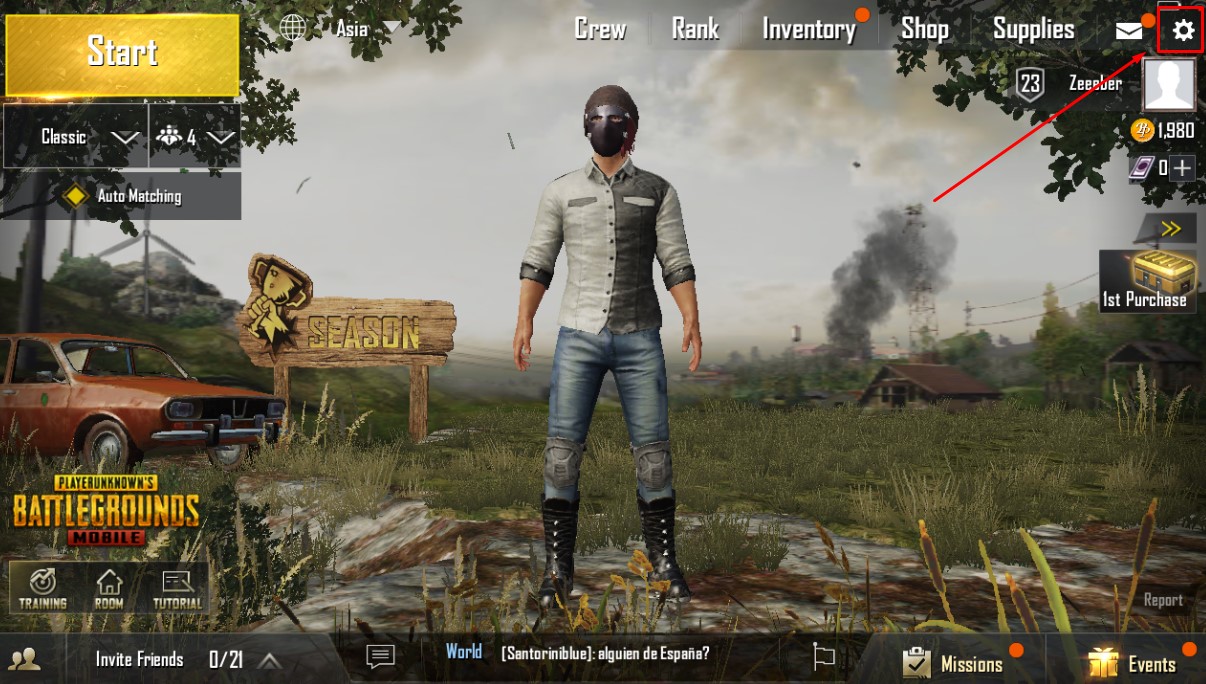 Start
Asia
Crew
Rank
Inventory
Shop
Supplies
23
Zeeeber
1,980
0
Classic
4
Auto Matching
1st Purchase
SEASON
PLAYERUNKNOWN'S
BATTLEGROUNDS
MOBILE
TRAINING
ROOM
TUTORIAL
Report
Invite Friends 0/21
World [Santoriniblue]: alguien de España?
Missions
Events